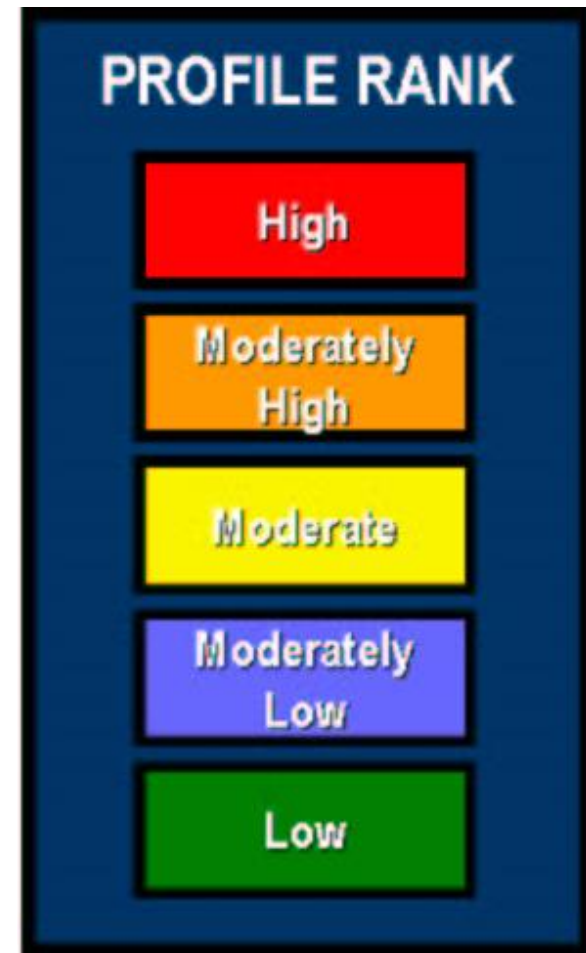 PROFILE RANK
High
Moderately
High
Moderate
Moderately
Low
Low